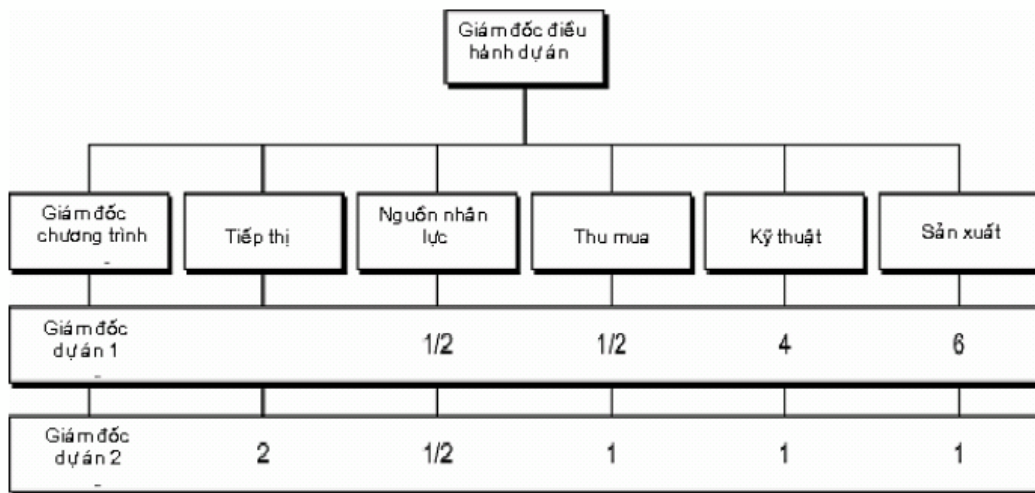 Giám đốc điều
hành dự án
Giám đốc
chương trình
Tiếp thị
Nguồn nhân
lực
Thu mua
Kỹ thuật
Sản xuất
Giám đốc
dự án 1
1/2
1/2
4
6
Giám đốc
dự án 2
2
1/2
1
1
1